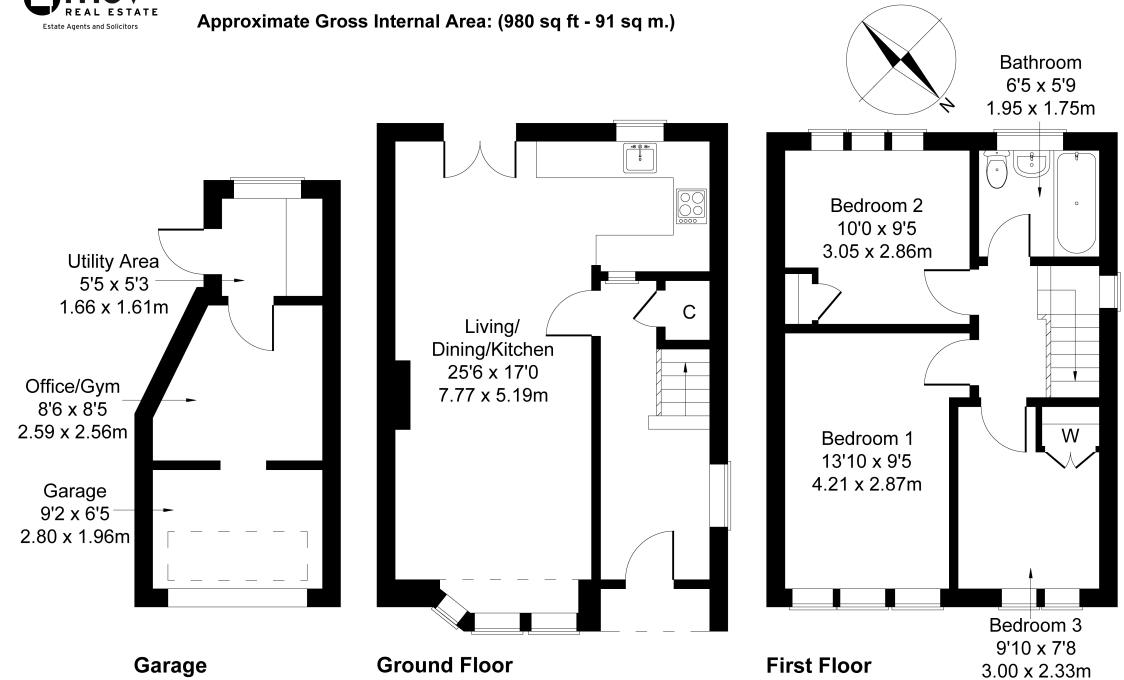 REAL ESTATE
Estate Agents and Solicitors
Approximate Gross Internal Area: (980 sq ft - 91 sq m.)
N
Bathroom
6'5 x 5'9
1.95 x 1.75m
Bedroom 2
10'0 x 9'5
3.05 x 2.86m
Utility Area
5'5 x 5'3
1.66 x 1.61m
C
Living/
Dining/Kitchen
25'6 x 17'0
7.77 x 5.19m
Office/Gym
8'6 x 8'5
2.59 x 2.56m
Bedroom 1
13'10 x 9'5
4.21 x 2.87m
W
Garage
9'2 x 6'5
2.80 x 1.96m
Bedroom 3
9'10 x 7'8
3.00 x 2.33m
Garage
Ground Floor
First Floor